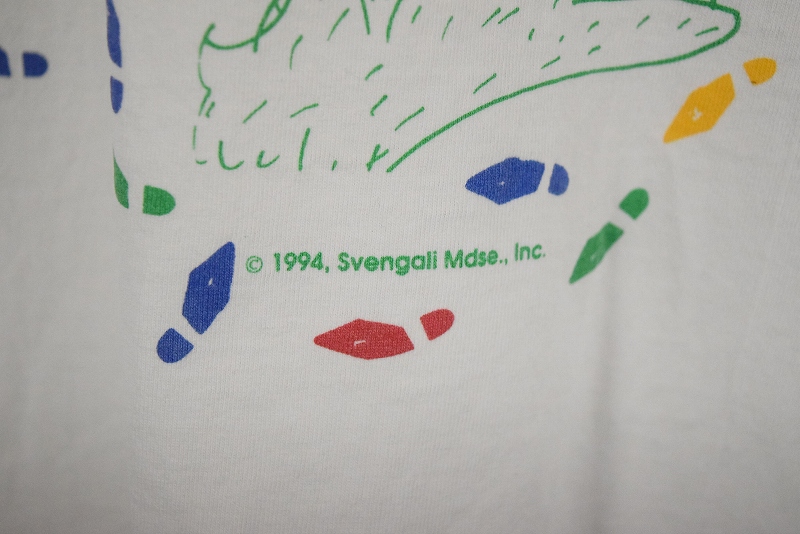 © 1994, Svengali Mdse., Inc.